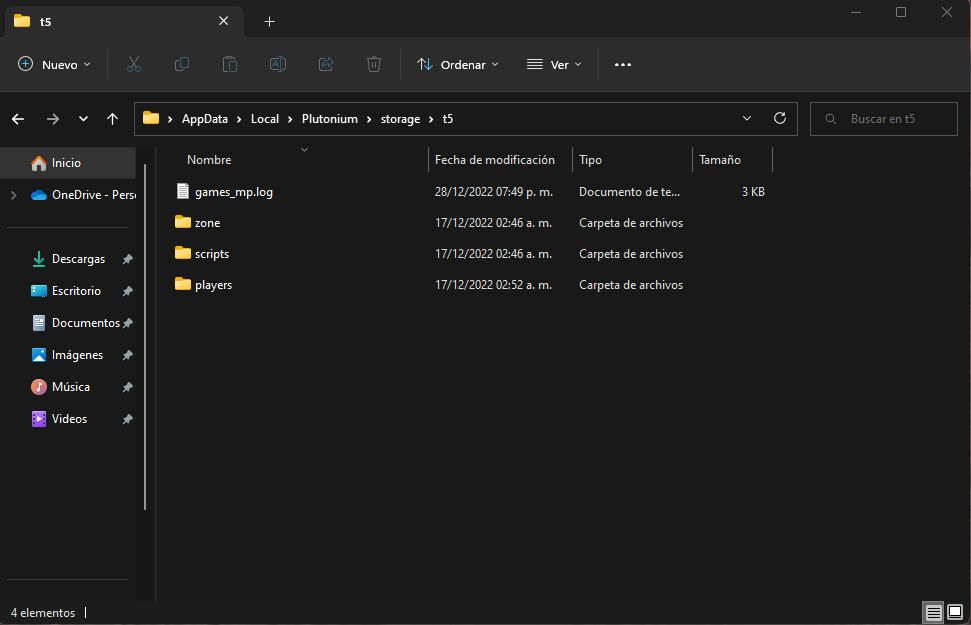 t5
Nuevo
Ordenar
Ver
AppData > Local > Plutonium > storage > t5
Buscar en t5
Inicio
OneDrive - Pers
Descargas
Escritorio
Documentos
Imágenes
Música
Videos
Nombre Fecha de modificación Tipo Tamaño
games_mp.log 28/12/2022 07:49 p. m. Documento de te... 3 KB
zone 17/12/2022 02:46 a. m. Carpeta de archivos
scripts 17/12/2022 02:46 a. m. Carpeta de archivos
players 17/12/2022 02:52 a. m. Carpeta de archivos
4 elementos